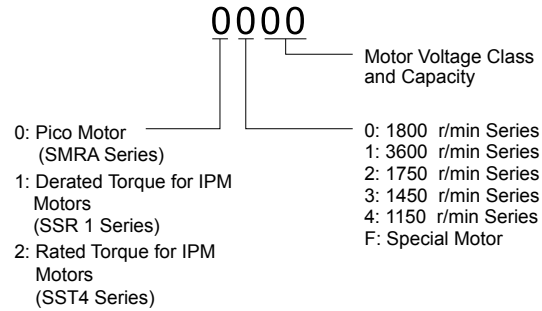 0000
Motor Voltage Class
and Capacity
0: Pico Motor
(SMRA Series)
1: Derated Torque for IPM
Motors
(SSR 1 Series)
2: Rated Torque for IPM
Motors
(SST4 Series)
0: 1800 r/min Series
1: 3600 r/min Series
2: 1750 r/min Series
3: 1450 r/min Series
4: 1150 r/min Series
F: Special Motor